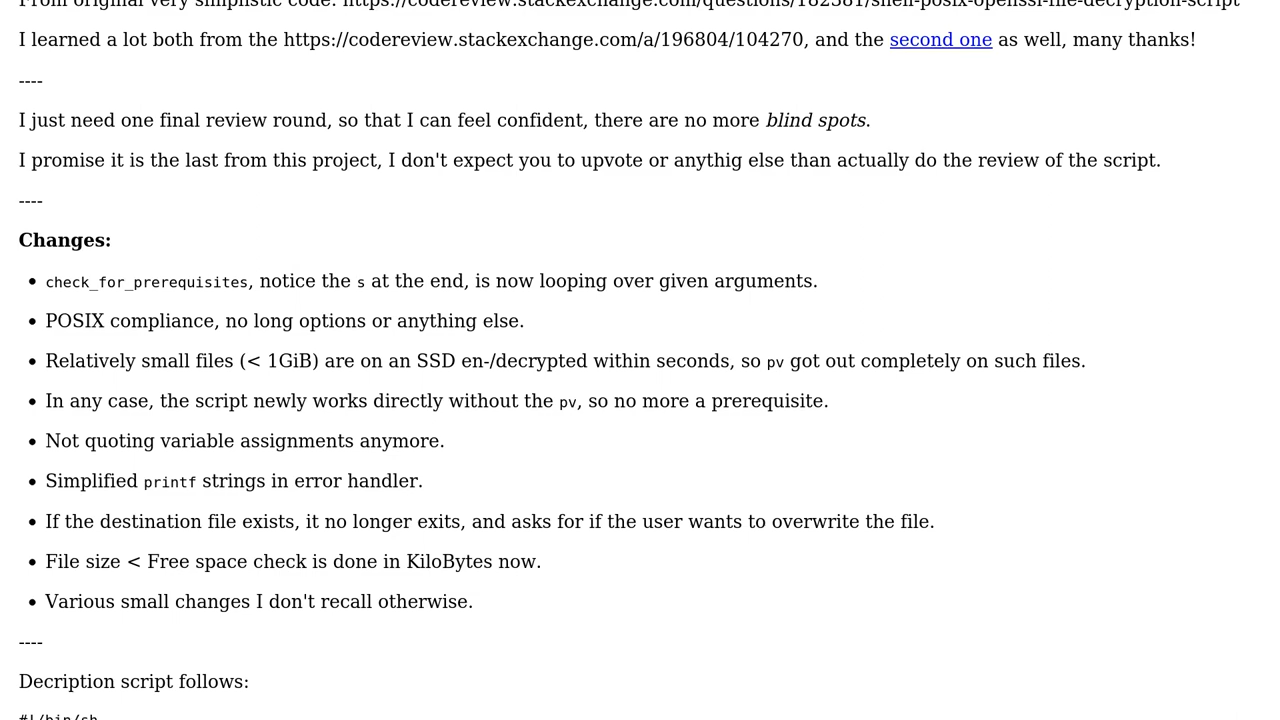 From original very simplistic code: https://codereview.stackexchange.com/questions/182381/shell-posix-openssl-file-decryption-script
I learned a lot both from the https://codereview.stackexchange.com/a/196804/104270, and the second one as well, many thanks!
----
I just need one final review round, so that I can feel confident, there are no more blind spots.
I promise it is the last from this project, I don't expect you to upvote or anythig else than actually do the review of the script.
----
Changes:
• check_for_prerequisites, notice the s at the end, is now looping over given arguments.
• POSIX compliance, no long options or anything else.
• Relatively small files (< 1GiB) are on an SSD en-/decrypted within seconds, so pv got out completely on such files.
• In any case, the script newly works directly without the pv, so no more a prerequisite.
• Not quoting variable assignments anymore.
• Simplified printf strings in error handler.
• If the destination file exists, it no longer exits, and asks for if the user wants to overwrite the file.
• File size < Free space check is done in KiloBytes now.
• Various small changes I don't recall otherwise.
----
Decription script follows:
#!/bin/sh